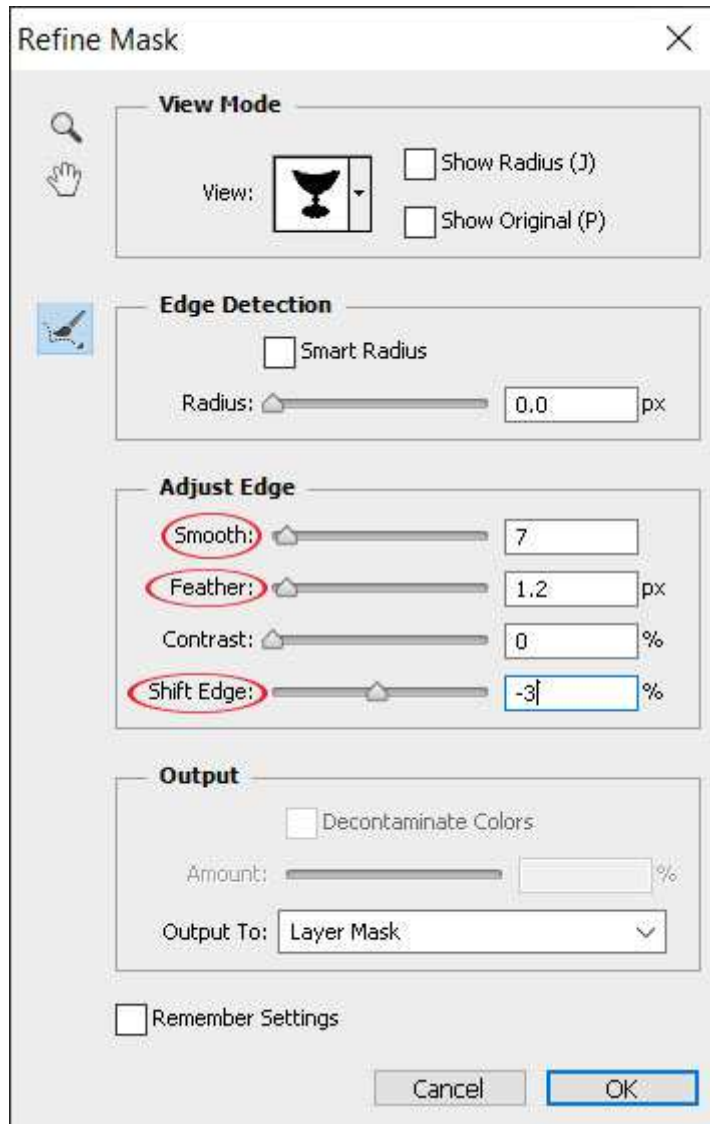 Refine Mask
View Mode
View:
Show Radius (J)
Show Original (P)
Edge Detection
Smart Radius
Radius: 0.0 px
Adjust Edge
Smooth: 7
Feather: 1.2 px
Contrast: 0 %
Shift Edge: -3 %
Output
Decontaminate Colors
Amount: %
Output To: Layer Mask
Remember Settings
Cancel OK